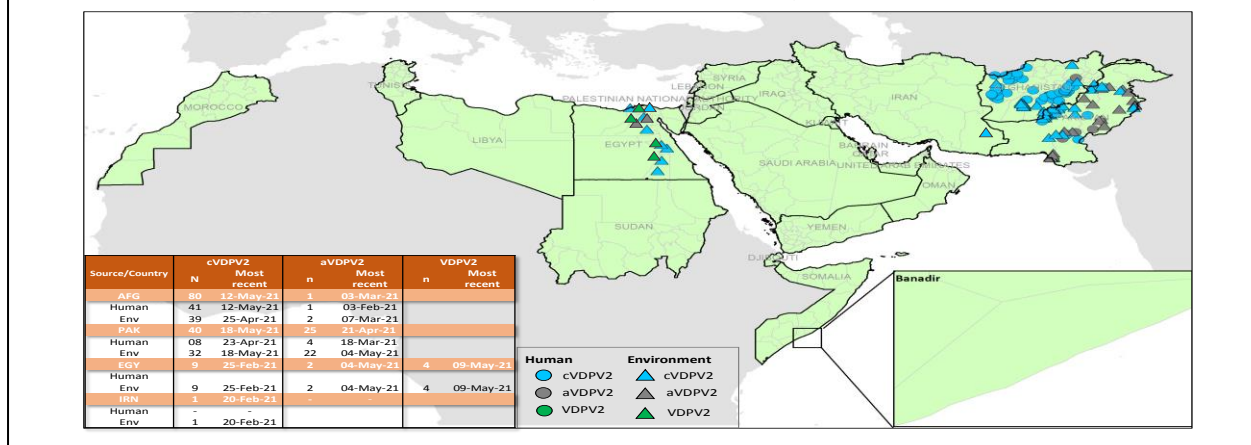 TUNISIA
SYRIA
LEBANON
MOROCCO
PALESTINIAN NATIONAL AUTHORITY
IRAQ
JORDAN
IRAN
AFGHANISTAN
LIBYA
EGYPT
KUWAIT
BAHRAIN
QATAR
SAUDI ARABIA
UNITED ARAB EMIRATES
OMAN
SUDAN
YEMEN
DJIBOUTI
SOMALIA
Banadir
Source/Country cVDPV2 aVDPV2 VDPV2
N Most recent n Most recent n Most recent
AFG 80 12-May-21 1 03-Mar-21
Human 41 12-May-21 1 03-Feb-21
Env 39 25-Apr-21 2 07-Mar-21
PAK 40 18-May-21 25 21-Apr-21
Human 08 23-Apr-21 4 18-Mar-21
Env 32 18-May-21 22 04-May-21
EGY 9 25-Feb-21 2 04-May-21 4 09-May-21
Human
Env 9 25-Feb-21 2 04-May-21 4 09-May-21
IRN 1 20-Feb-21 - -
Human - -
Env 1 20-Feb-21
Human Environment
cVDPV2 cVDPV2
aVDPV2 aVDPV2
VDPV2 VDPV2